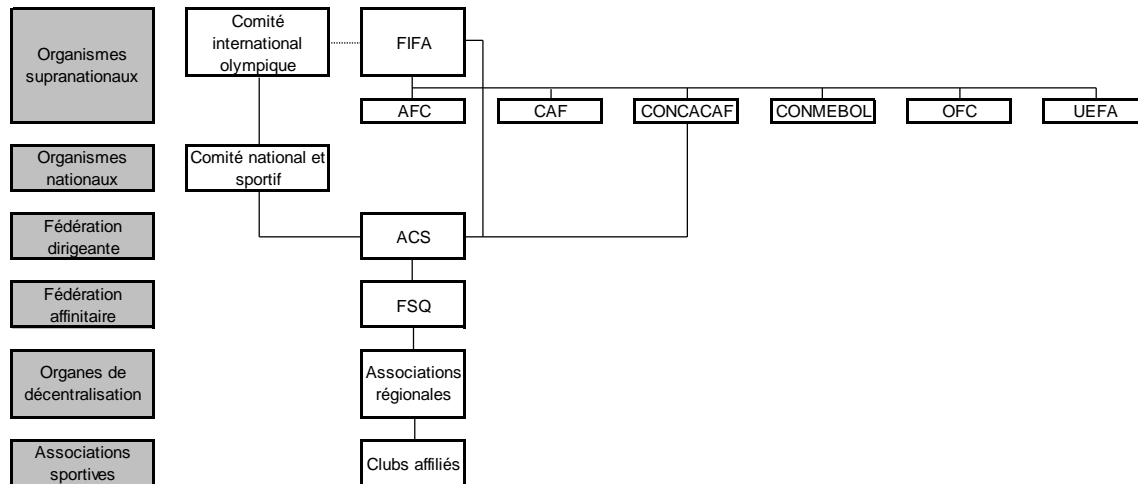 Organismes
supranationaux
Comité
international
olympique
FIFA
AFC
CAF
CONCACAF
CONMEBOL
OFC
UEFA
Organismes
nationaux
Comité national et
sportif
Fédération
dirigeante
ACS
Fédération
affinitaire
FSQ
Organes de
décentralisation
Associations
régionales
Associations
sportives
Clubs affiliés